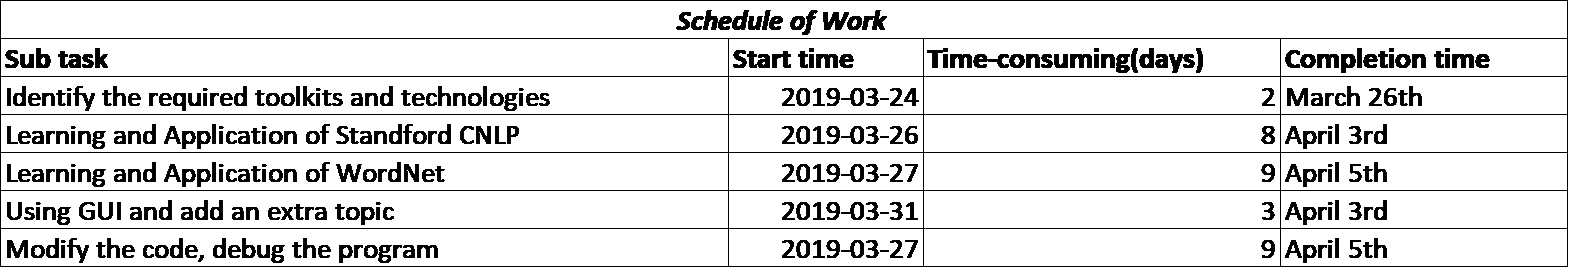 Schedule of Work
Sub task Start time Time-consuming(days) Completion time
Identify the required toolkits and technologies 2019-03-24 2 March 26th
Learning and Application of Standford CNLP 2019-03-26 8 April 3rd
Learning and Application of WordNet 2019-03-27 9 April 5th
Using GUI and add an extra topic 2019-03-31 3 April 3rd
Modify the code, debug the program 2019-03-27 9 April 5th